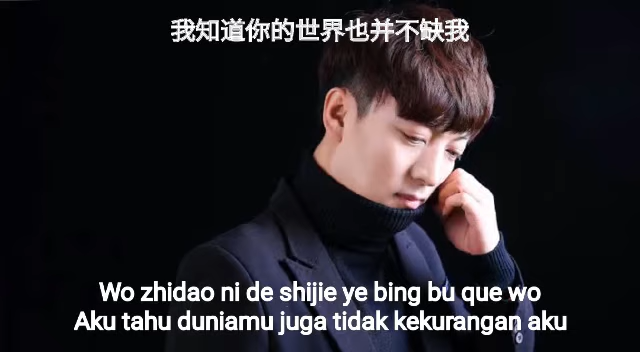 我知道你的世界也并不缺我
Wo zhidao ni de shijie ye bing bu que wo
Aku tahu duniamu juga tidak kekurangan aku